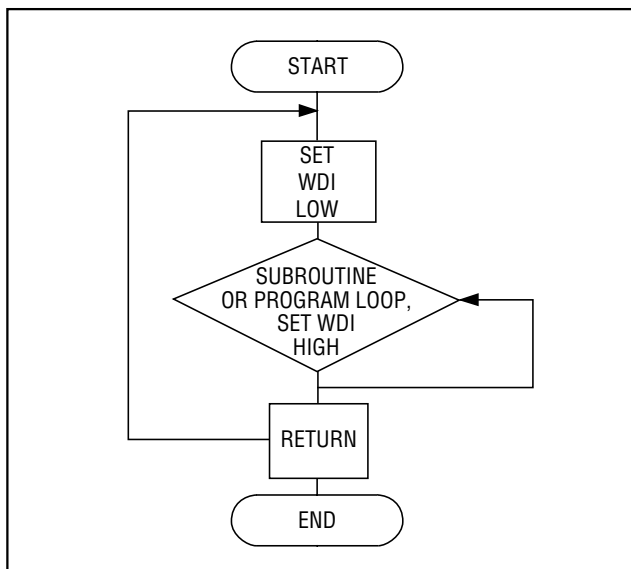 START
SET
WDI
LOW
SUBROUTINE
OR PROGRAM LOOP,
SET WDI
HIGH
RETURN
END